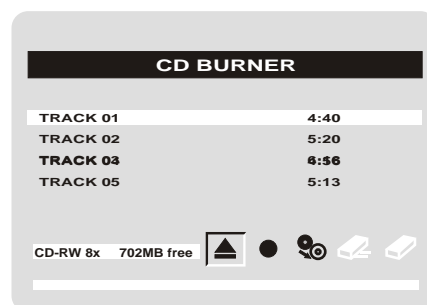 CD BURNER
TRACK 01 4:40
TRACK 02 5:20
TRACK
TRACK 05 5:13
CD-RW 8x 702MB free